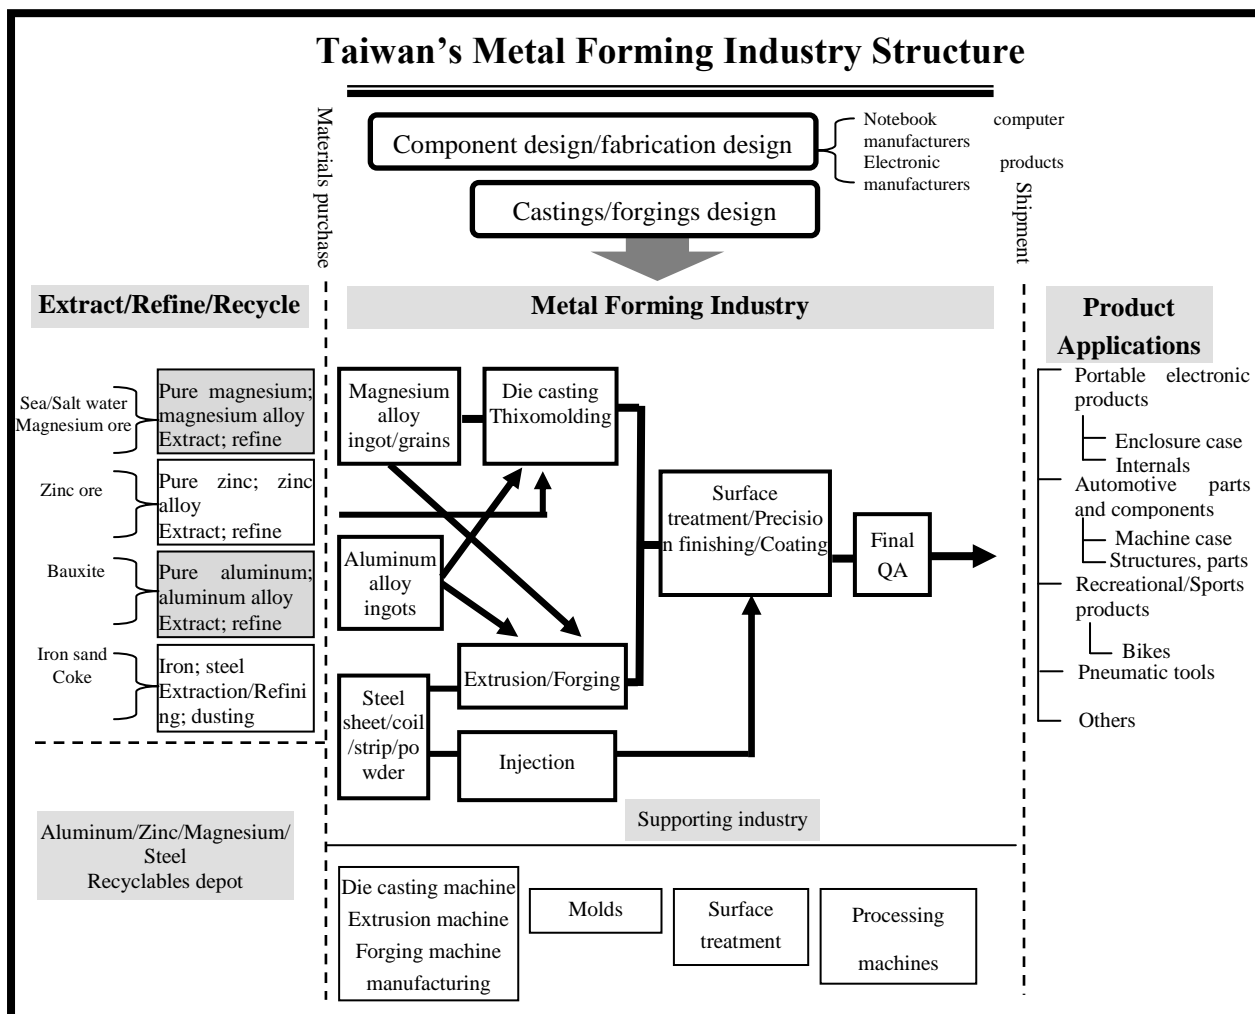 Taiwan's Metal Forming Industry Structure
Materials purchase
Component design/fabrication design
Notebook computer
manufacturers
Electronic products
manufacturers
Castings/forgings design
Shipment
Extract/Refine/Recycle
Metal Forming Industry
Product
Applications
Sea/Salt water
Magnesium ore
Pure magnesium;
magnesium alloy
Extract; refine
Zinc ore
Pure zinc; zinc
alloy
Extract; refine
Bauxite
Pure aluminum;
aluminum alloy
Extract; refine
Iron sand
Coke
Iron; steel
Extraction/Refini
ng; dusting
Aluminum/Zinc/Magnesium/
Steel
Recyclables depot
Magnesium
alloy
ingot/grains
Die casting
Thixomolding
Aluminum
alloy
ingots
Extrusion/Forging
Steel
sheet/coil
/strip/po
wder
Injection
Surface
treatment/Precisio
n finishing/Coating
Final
QA
Portable electronic
products
Enclosure case
Internals
Automotive parts
and components
Machine case
Structures, parts
Recreational/Sports
products
Bikes
Pneumatic tools
Others
Supporting industry
Die casting machine
Extrusion machine
Forging machine
manufacturing
Molds
Surface
treatment
Processing
machines